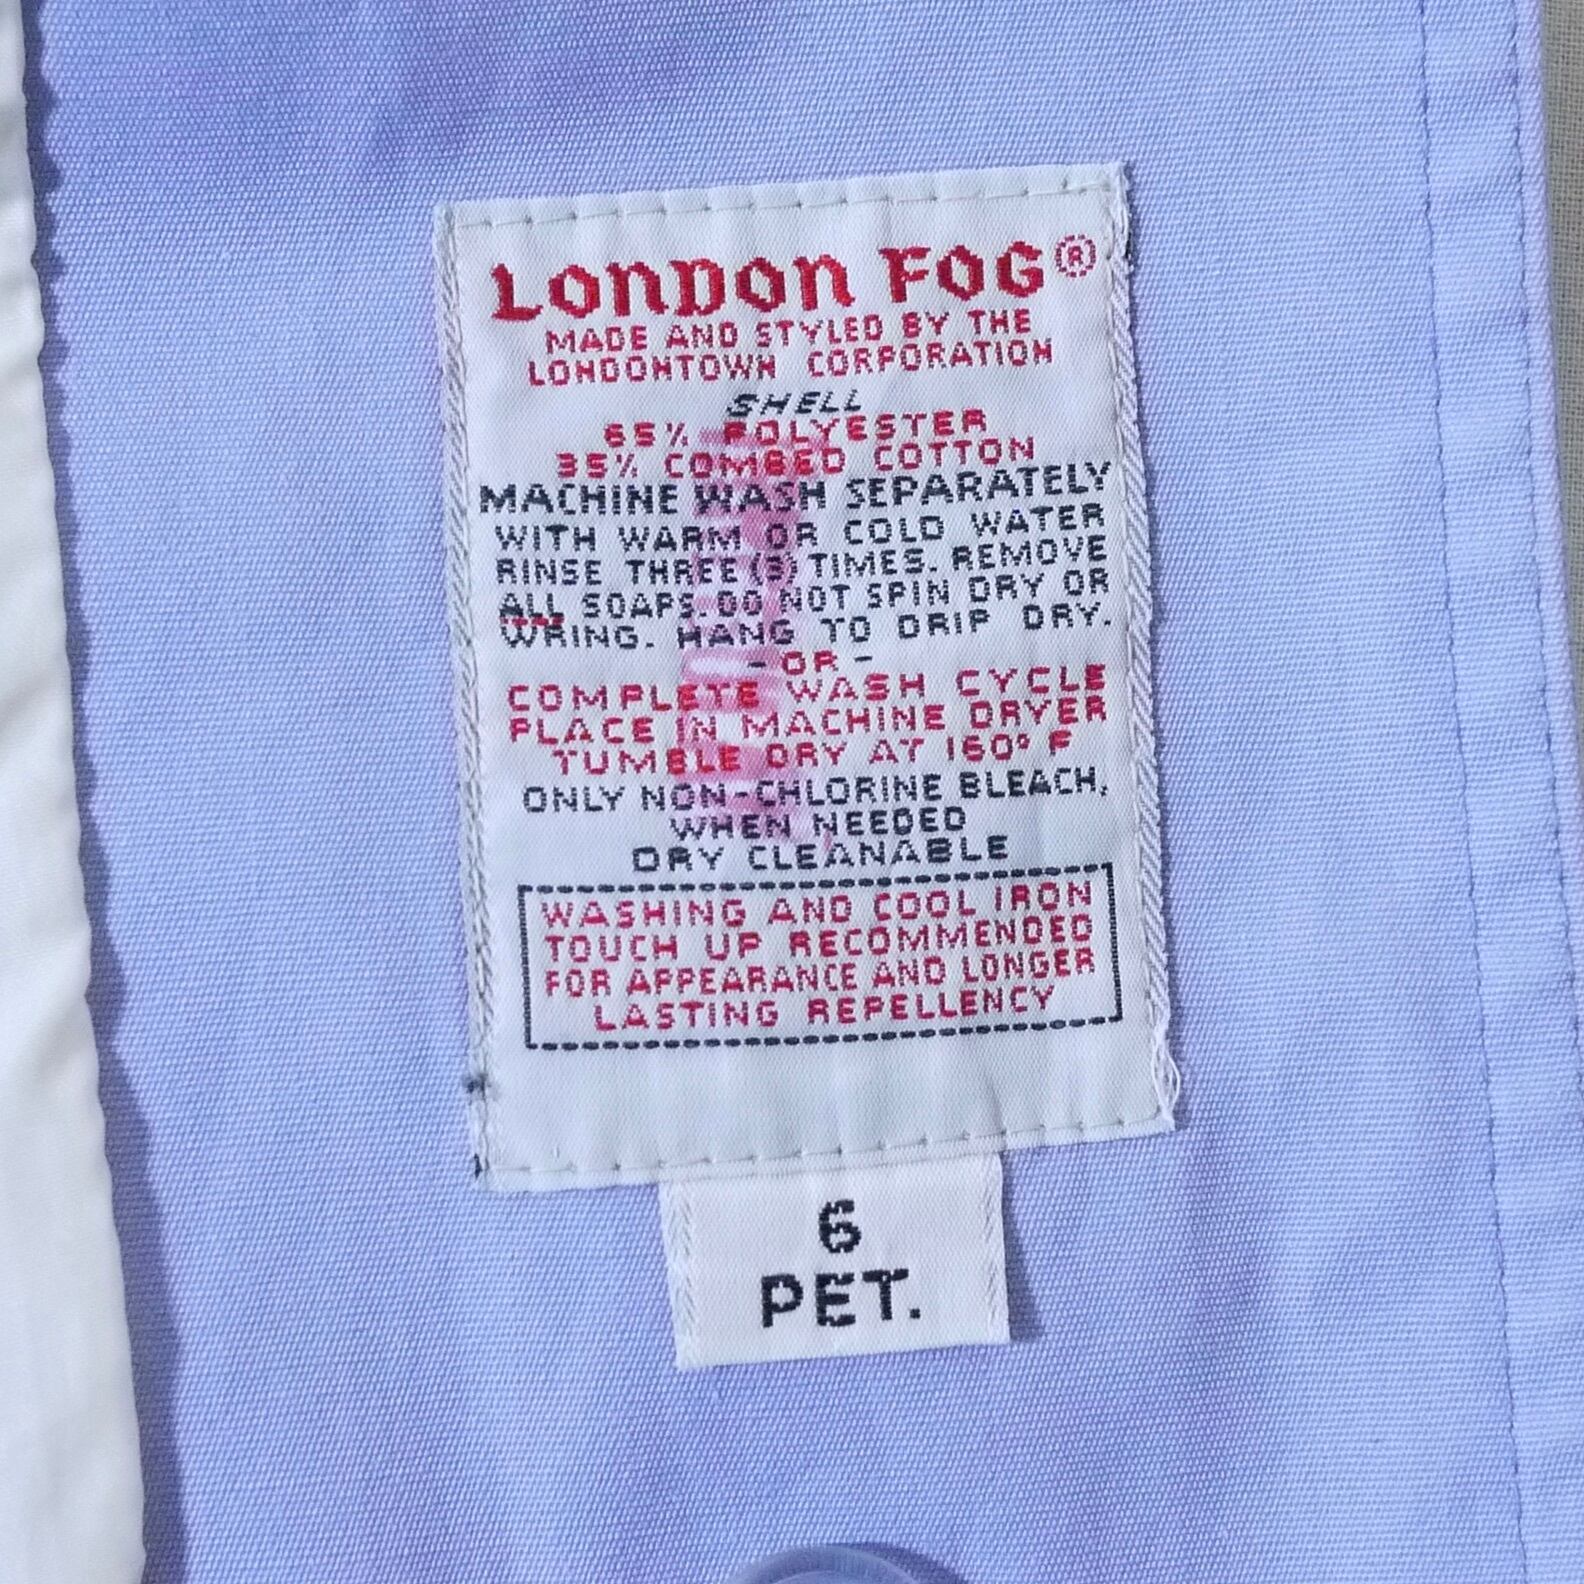 LONDON FOG®
MADE AND STYLED BY THE
LONDONTOWN CORPORATION
SHELL
65% POLYESTER
35% COMBED COTTON
MACHINE WASH SEPARATELY
WITH WARM OR COLD WATER
RINSE THREE (3) TIMES. REMOVE
ALL SOAPS. DO NOT SPIN DRY OR
WRING. HANG TO DRIP DRY.
- OR -
COMPLETE WASH CYCLE
PLACE IN MACHINE DRYER
TUMBLE DRY AT 160° F
ONLY NON-CHLORINE BLEACH,
WHEN NEEDED
DRY CLEANABLE
WASHING AND COOL IRON
TOUCH UP RECOMMENDED
FOR APPEARANCE AND LONGER
LASTING REPELLENCY
6
PET.